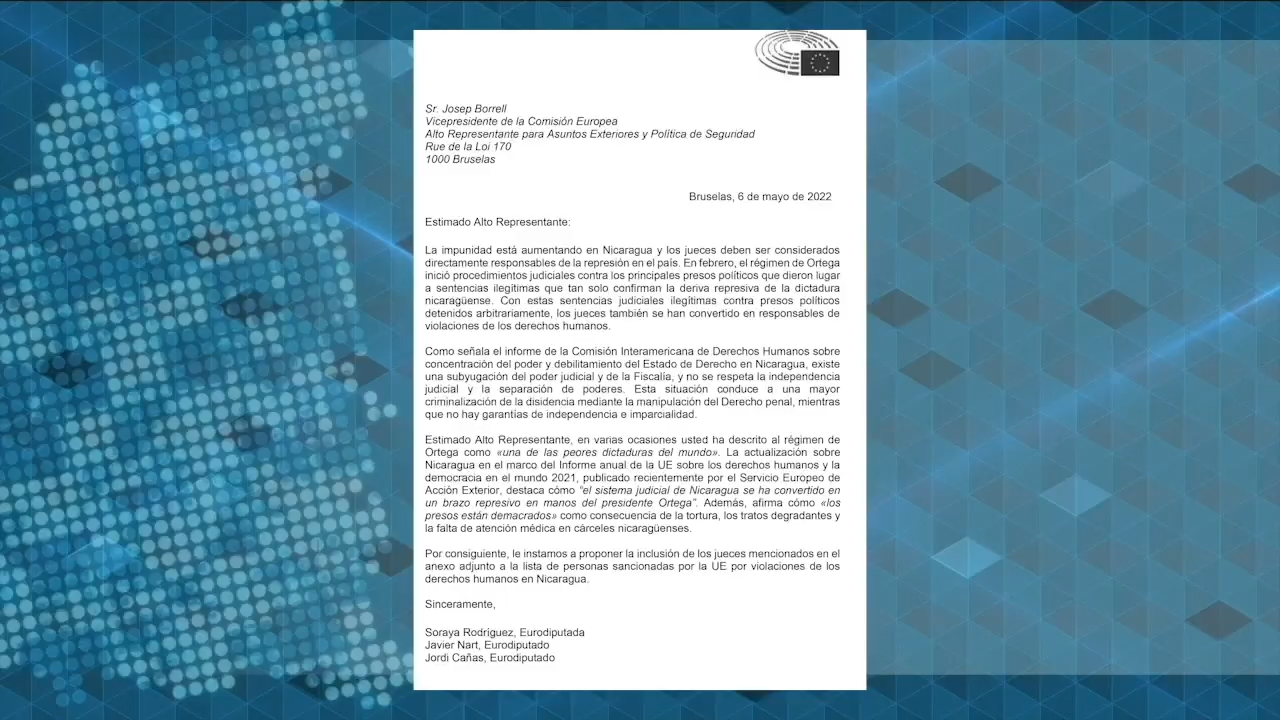 Sr. Josep Borrell
Vicepresidente de la Comisión Europea
Alto Representante para Asuntos Exteriores y Política de Seguridad
Rue de la Loi 170
1000 Bruselas
Bruselas, 6 de mayo de 2022
Estimado Alto Representante:
La impunidad está aumentando en Nicaragua y los jueces deben ser considerados
directamente responsables de la represión en el país. En febrero, el régimen de Ortega
inició procedimientos judiciales contra los principales presos políticos que dieron lugar
a sentencias ilegítimas que tan solo confirman la deriva represiva de la dictadura
nicaragüense. Con estas sentencias judiciales ilegítimas contra presos políticos
detenidos arbitrariamente, los jueces también se han convertido en responsables de
violaciones de los derechos humanos.
Como señala el informe de la Comisión Interamericana de Derechos Humanos sobre
concentración del poder y debilitamiento del Estado de Derecho en Nicaragua, existe
una subyugación del poder judicial y de la Fiscalía, y no se respeta la independencia
judicial y la separación de poderes. Esta situación conduce a una mayor
criminalización de la disidencia mediante la manipulación del Derecho penal, mientras
que no hay garantías de independencia e imparcialidad.
Estimado Alto Representante, en varias ocasiones usted ha descrito al régimen de
Ortega como «una de las peores dictaduras del mundo». La actualización sobre
Nicaragua en el marco del Informe anual de la UE sobre los derechos humanos y la
democracia en el mundo 2021, publicado recientemente por el Servicio Europeo de
Acción Exterior, destaca cómo “el sistema judicial de Nicaragua se ha convertido en
un brazo represivo en manos del presidente Ortega”. Además, afirma cómo «los
presos están demacrados» como consecuencia de la tortura, los tratos degradantes y
la falta de atención médica en cárceles nicaragüenses.
Por consiguiente, le instamos a proponer la inclusión de los jueces mencionados en el
anexo adjunto a la lista de personas sancionadas por la UE por violaciones de los
derechos humanos en Nicaragua.
Sinceramente,
Soraya Rodríguez, Eurodiputada
Javier Nart, Eurodiputado
Jordi Cañas, Eurodiputado